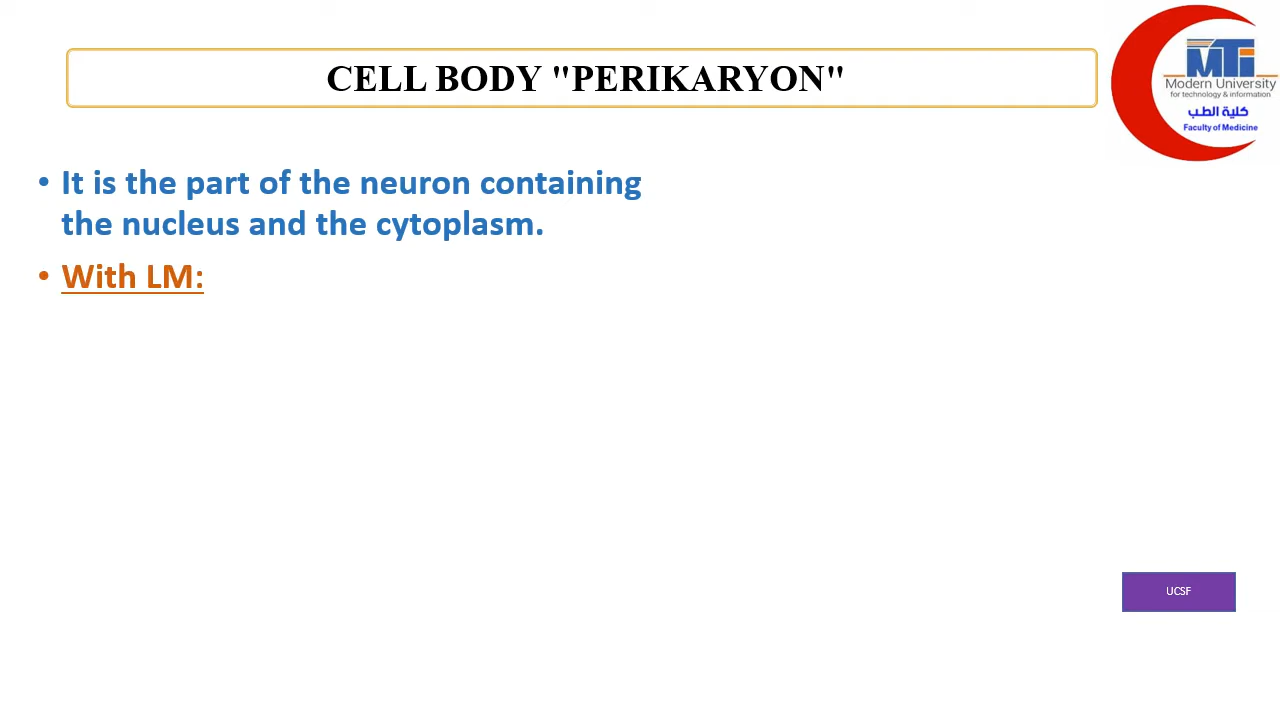 CELL BODY "PERIKARYON"
MTi
Modern University
for technology & information
كلية الطب
Faculty of Medicine
• It is the part of the neuron containing
the nucleus and the cytoplasm.
• With LM:
UCSF